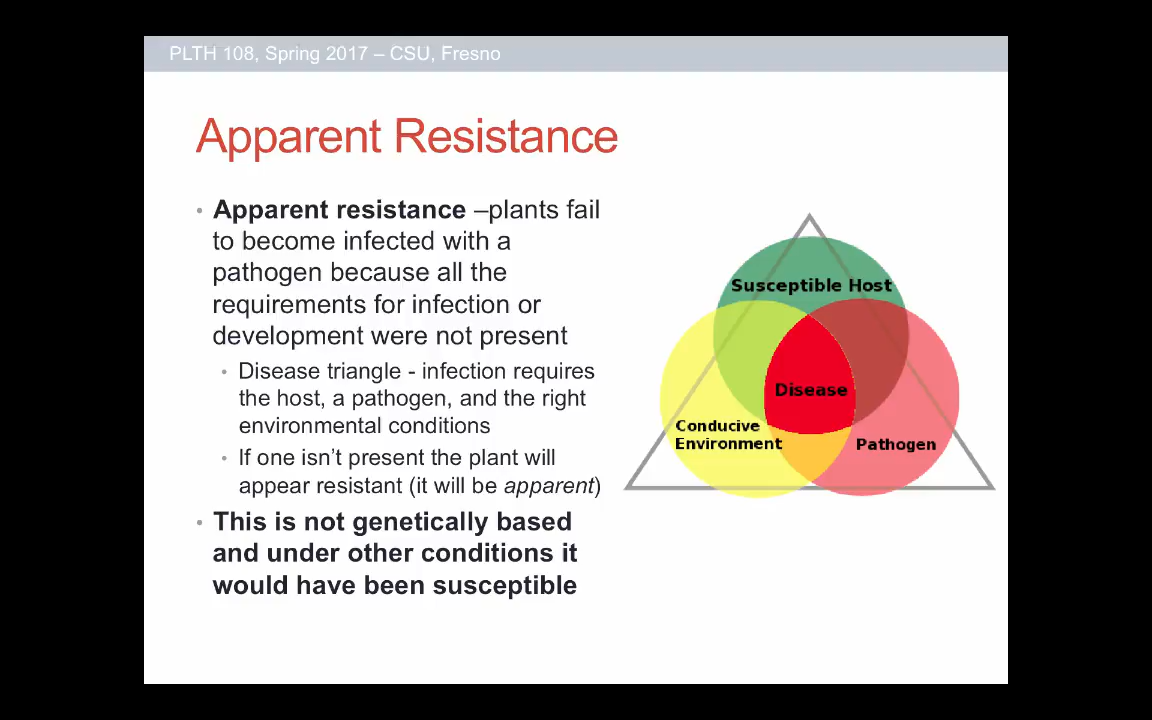 PLTH 108, Spring 2017 – CSU, Fresno
Apparent Resistance
• Apparent resistance –plants fail
to become infected with a
pathogen because all the
requirements for infection or
development were not present
• Disease triangle - infection requires
the host, a pathogen, and the right
environmental conditions
• If one isn’t present the plant will
appear resistant (it will be apparent)
• This is not genetically based
and under other conditions it
would have been susceptible
Susceptible Host
Disease
Conducive
Environment
Pathogen